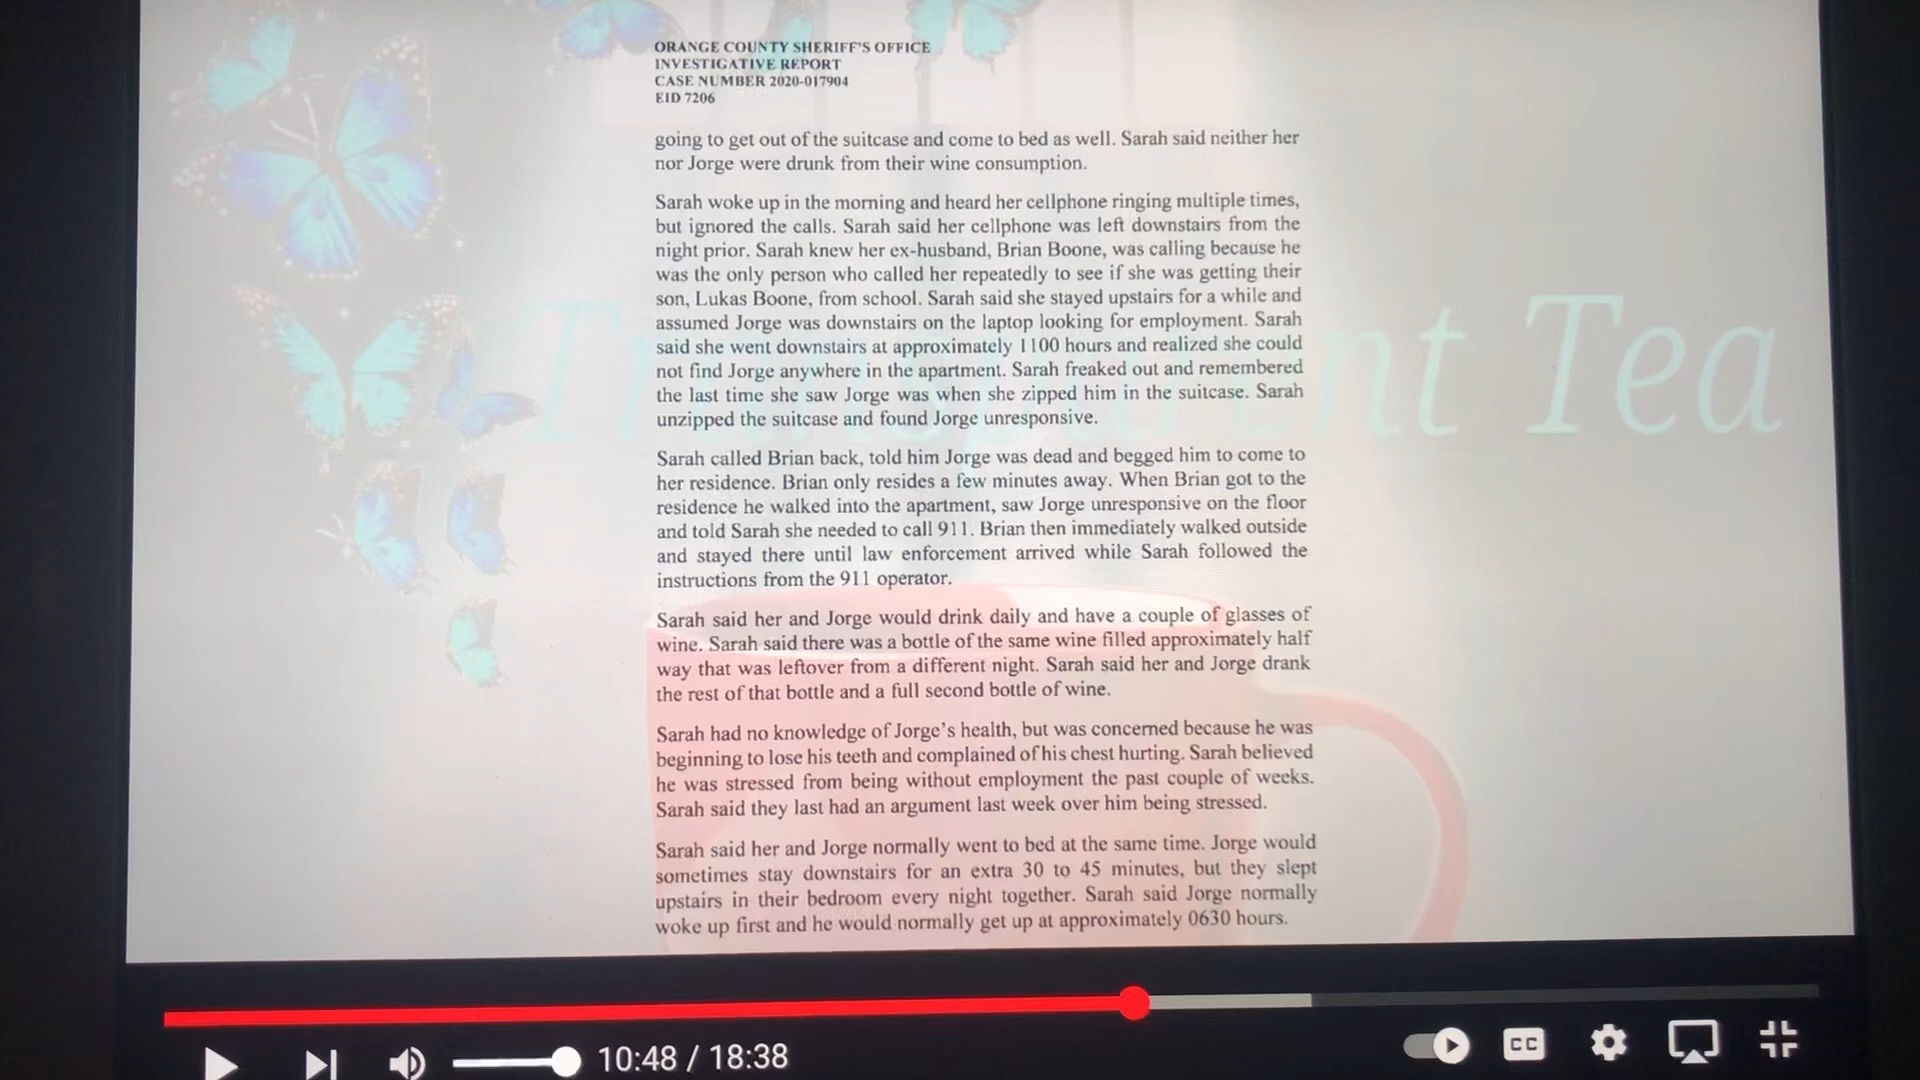 ORANGE COUNTY SHERIFF'S OFFICE
INVESTIGATIVE REPORT
CASE NUMBER 2020-017904
EID 7206
going to get out of the suitcase and come to bed as well. Sarah said neither her
nor Jorge were drunk from their wine consumption.
Sarah woke up in the morning and heard her cellphone ringing multiple times,
but ignored the calls. Sarah said her cellphone was left downstairs from the
night prior. Sarah knew her ex-husband, Brian Boone, was calling because he
was the only person who called her repeatedly to see if she was getting their
son, Lukas Boone, from school. Sarah said she stayed upstairs for a while and
assumed Jorge was downstairs on the laptop looking for employment. Sarah
said she went downstairs at approximately 1100 hours and realized she could
not find Jorge anywhere in the apartment. Sarah freaked out and remembered
the last time she saw Jorge was when she zipped him in the suitcase. Sarah
unzipped the suitcase and found Jorge unresponsive.
Sarah called Brian back, told him Jorge was dead and begged him to come to
her residence. Brian only resides a few minutes away. When Brian got to the
residence he walked into the apartment, saw Jorge unresponsive on the floor
and told Sarah she needed to call 911. Brian then immediately walked outside
and stayed there until law enforcement arrived while Sarah followed the
instructions from the 911 operator.
Sarah said her and Jorge would drink daily and have a couple of glasses of
wine. Sarah said there was a bottle of the same wine filled approximately half
way that was leftover from a different night. Sarah said her and Jorge drank
the rest of that bottle and a full second bottle of wine.
Sarah had no knowledge of Jorge's health, but was concerned because he was
beginning to lose his teeth and complained of his chest hurting. Sarah believed
he was stressed from being without employment the past couple of weeks.
Sarah said they last had an argument last week over him being stressed.
Sarah said her and Jorge normally went to bed at the same time. Jorge would
sometimes stay downstairs for an extra 30 to 45 minutes, but they slept
upstairs in their bedroom every night together. Sarah said Jorge normally
woke up first and he would normally get up at approximately 0630 hours.
Tea
10:48 / 18:38
CC